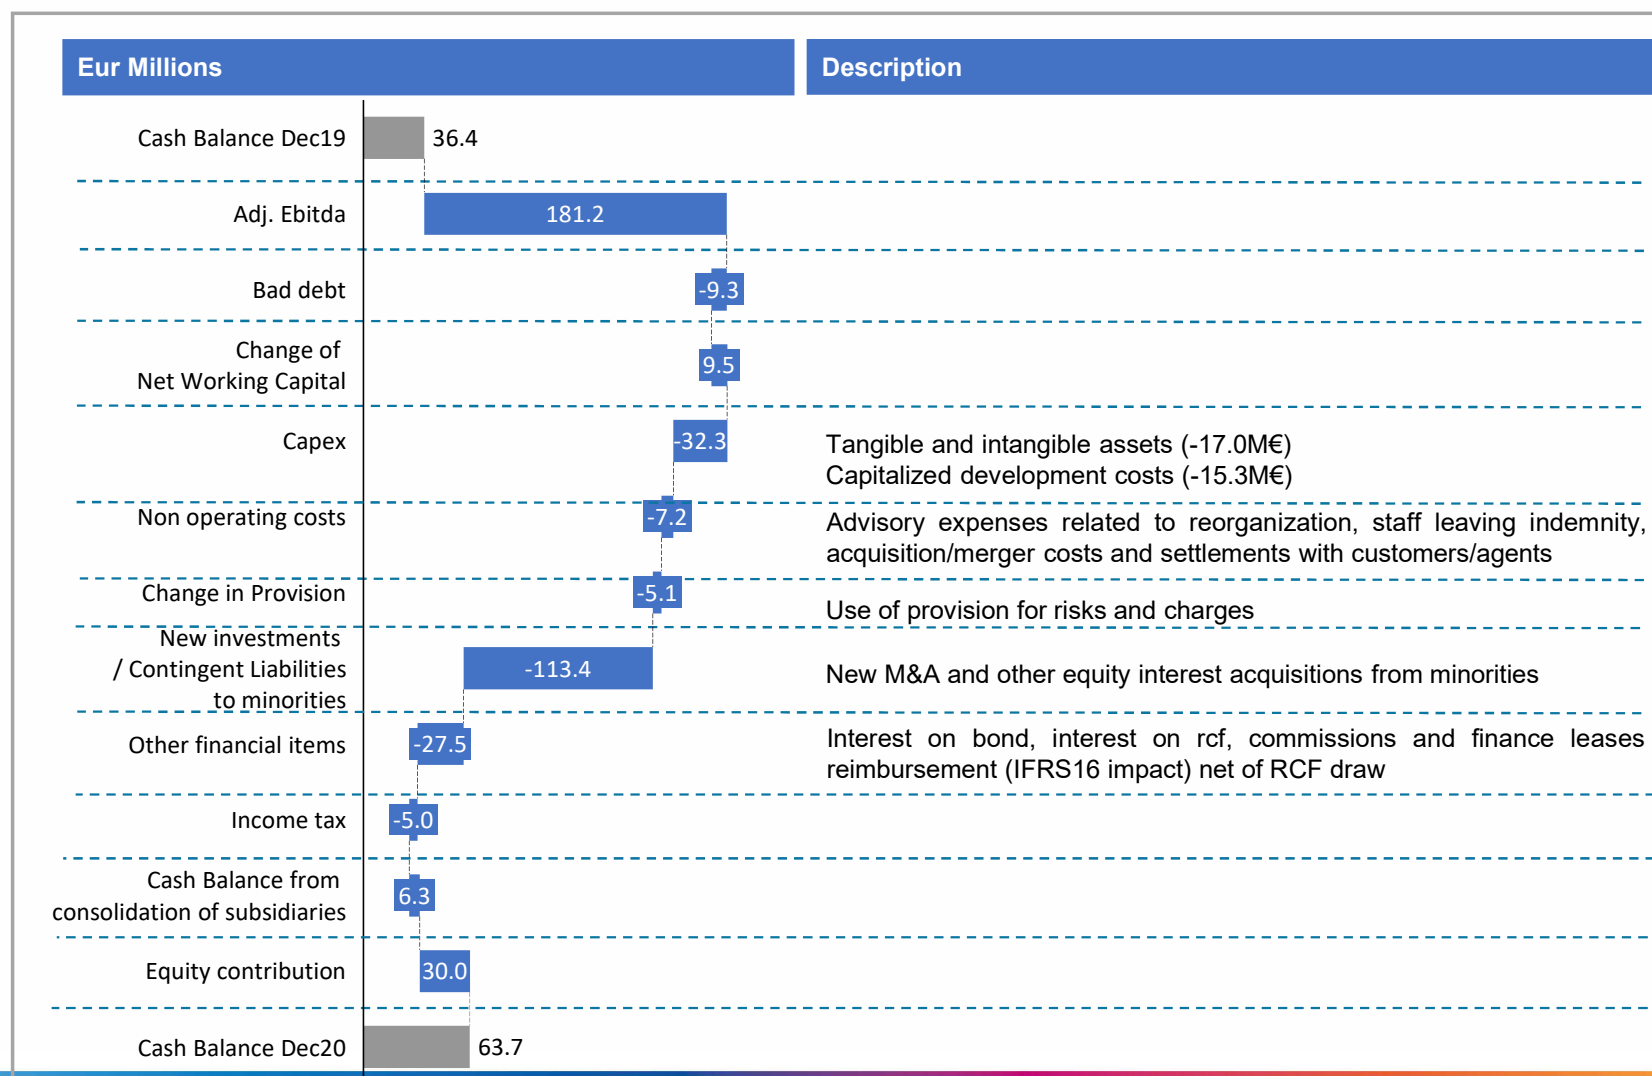 Eur Millions
Description
Cash Balance Dec19
36.4
Adj. Ebitda
181.2
Bad debt
-9.3
Change of
Net Working Capital
9.5
Capex
-32.3
Tangible and intangible assets (-17.0M€)
Capitalized development costs (-15.3M€)
Non operating costs
-7.2
Advisory expenses related to reorganization, staff leaving indemnity,
acquisition/merger costs and settlements with customers/agents
Change in Provision
-5.1
Use of provision for risks and charges
New investments
/ Contingent Liabilities
to minorities
-113.4
New M&A and other equity interest acquisitions from minorities
Other financial items
-27.5
Interest on bond, interest on rcf, commissions and finance leases
reimbursement (IFRS16 impact) net of RCF draw
Income tax
-5.0
Cash Balance from
consolidation of subsidiaries
6.3
Equity contribution
30.0
Cash Balance Dec20
63.7